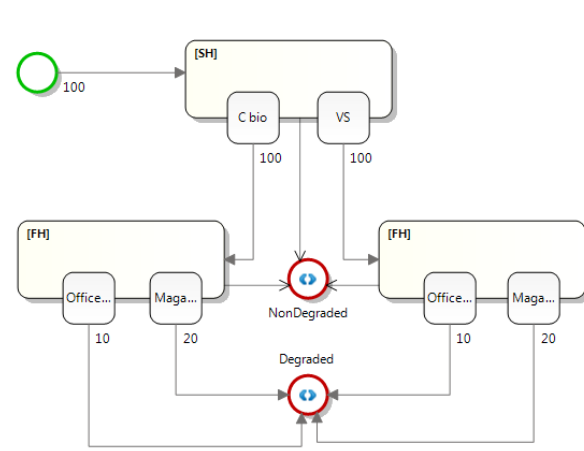 [SH]
100
C bio
VS
100
100
[FH]
[FH]
Office...
Maga...
NonDegraded
Office...
Maga...
10
20
10
20
Degraded